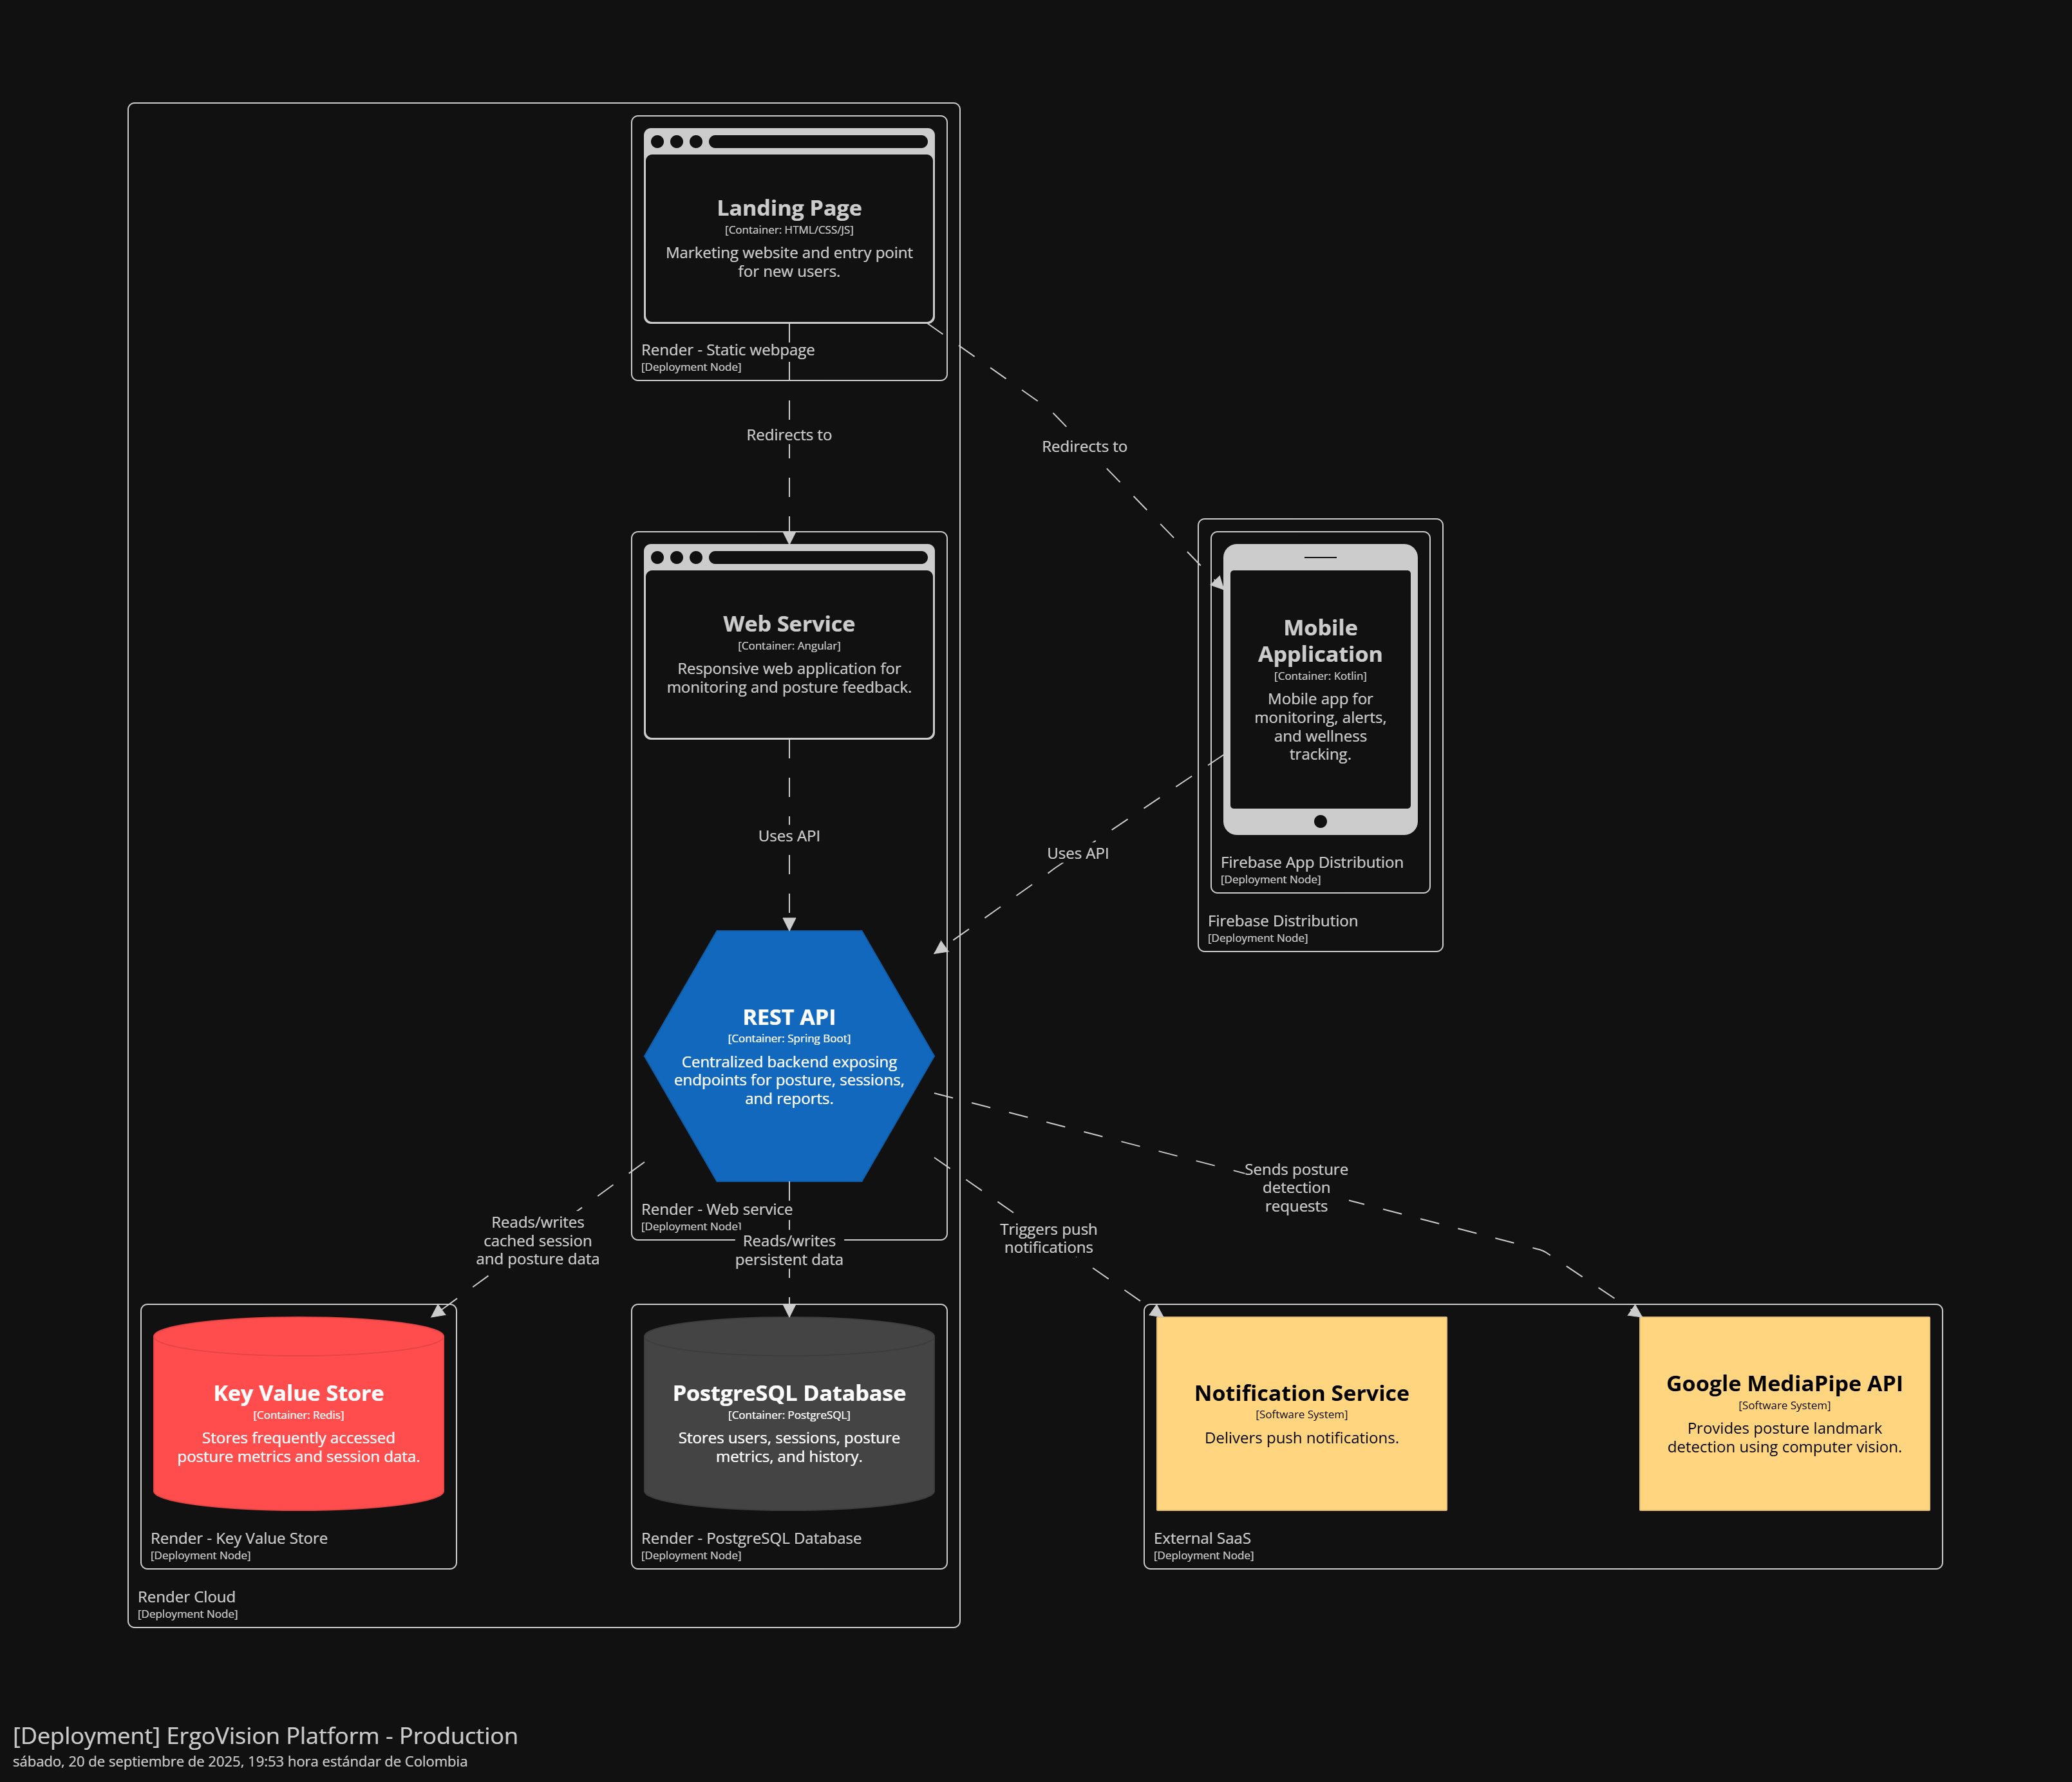 Landing Page
[Container: HTML/CSS/JS]
Marketing website and entry point
for new users.
Render - Static webpage
[Deployment Node]
Redirects to
Redirects to
Web Service
[Container: Angular]
Responsive web application for
monitoring and posture feedback.
Mobile
Application
[Container: Kotlin]
Mobile app for
monitoring, alerts,
and wellness
tracking.
Firebase App Distribution
[Deployment Node]
Firebase Distribution
[Deployment Node]
Uses API
Uses API
REST API
[Container: Spring Boot]
Centralized backend exposing
endpoints for posture, sessions,
and reports.
Render - Web service
[Deployment Node]
Reads/writes
cached session
and posture data
Reads/writes
persistent data
Triggers push
notifications
Sends posture
detection
requests
Key Value Store
[Container: Redis]
Stores frequently accessed
posture metrics and session data.
Render - Key Value Store
[Deployment Node]
PostgreSQL Database
[Container: PostgreSQL]
Stores users, sessions, posture
metrics, and history.
Render - PostgreSQL Database
[Deployment Node]
Notification Service
[Software System]
Delivers push notifications.
Google MediaPipe API
[Software System]
Provides posture landmark
detection using computer vision.
External SaaS
[Deployment Node]
Render Cloud
[Deployment Node]
[Deployment] ErgoVision Platform - Production
sábado, 20 de septiembre de 2025, 19:53 hora estándar de Colombia